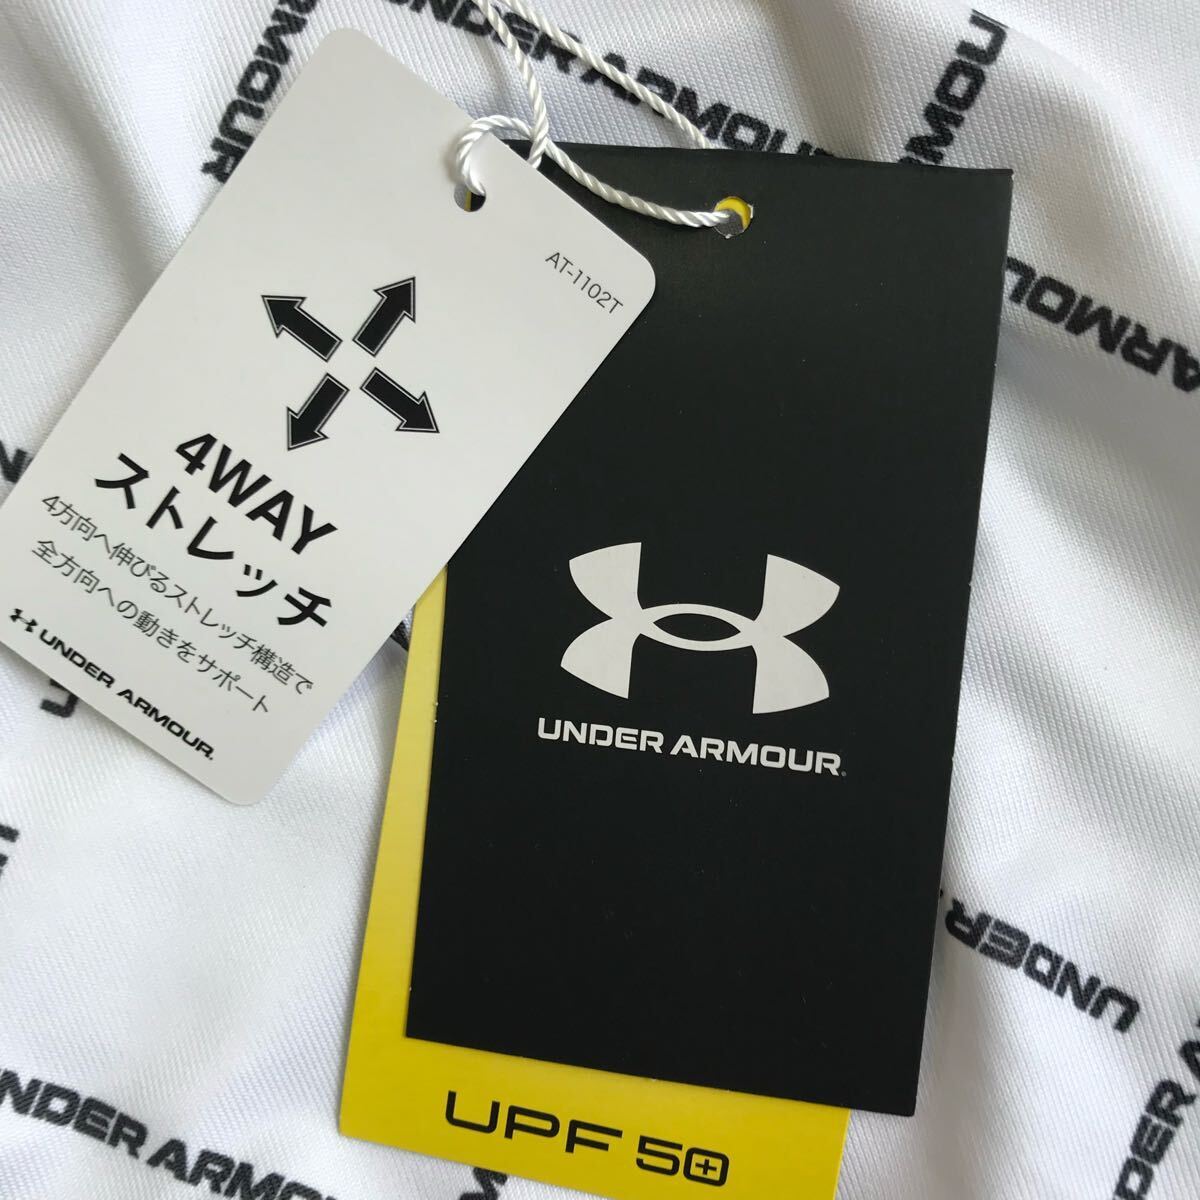 UNDER ARMOUR
ARMOUR
ARMOUR
AT-1102T
4WAY
ストレッチ
4方向へ伸びるストレッチ構造で
全方向への動きをサポート
UNDER ARMOUR.
ARMOUR
UNDER ARMOUR
UNDER
UNDER ARMOUR
UNDER A
UPF 50+